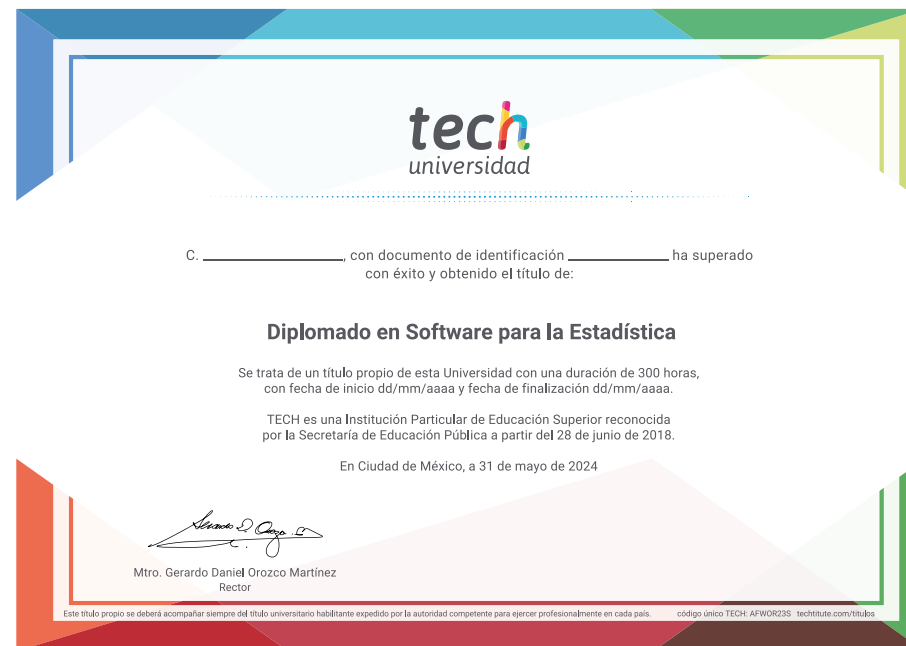 tech
universidad
C. ____________, con documento de identificación ____________ ha superado
con éxito y obtenido el título de:
Diplomado en Software para la Estadística
Se trata de un título propio de esta Universidad con una duración de 300 horas,
con fecha de inicio dd/mm/aaaa y fecha de finalización dd/mm/aaaa.
TECH es una Institución Particular de Educación Superior reconocida
por la Secretaría de Educación Pública a partir del 28 de junio de 2018.
En Ciudad de México, a 31 de mayo de 2024
Mtro. Gerardo Daniel Orozco Martínez
Rector
Este título propio se deberá acompañar siempre del título universitario habilitante expedido por la autoridad competente para ejercer profesionalmente en cada país. código único TECH: AFWOR23S techtitute.com/titulos